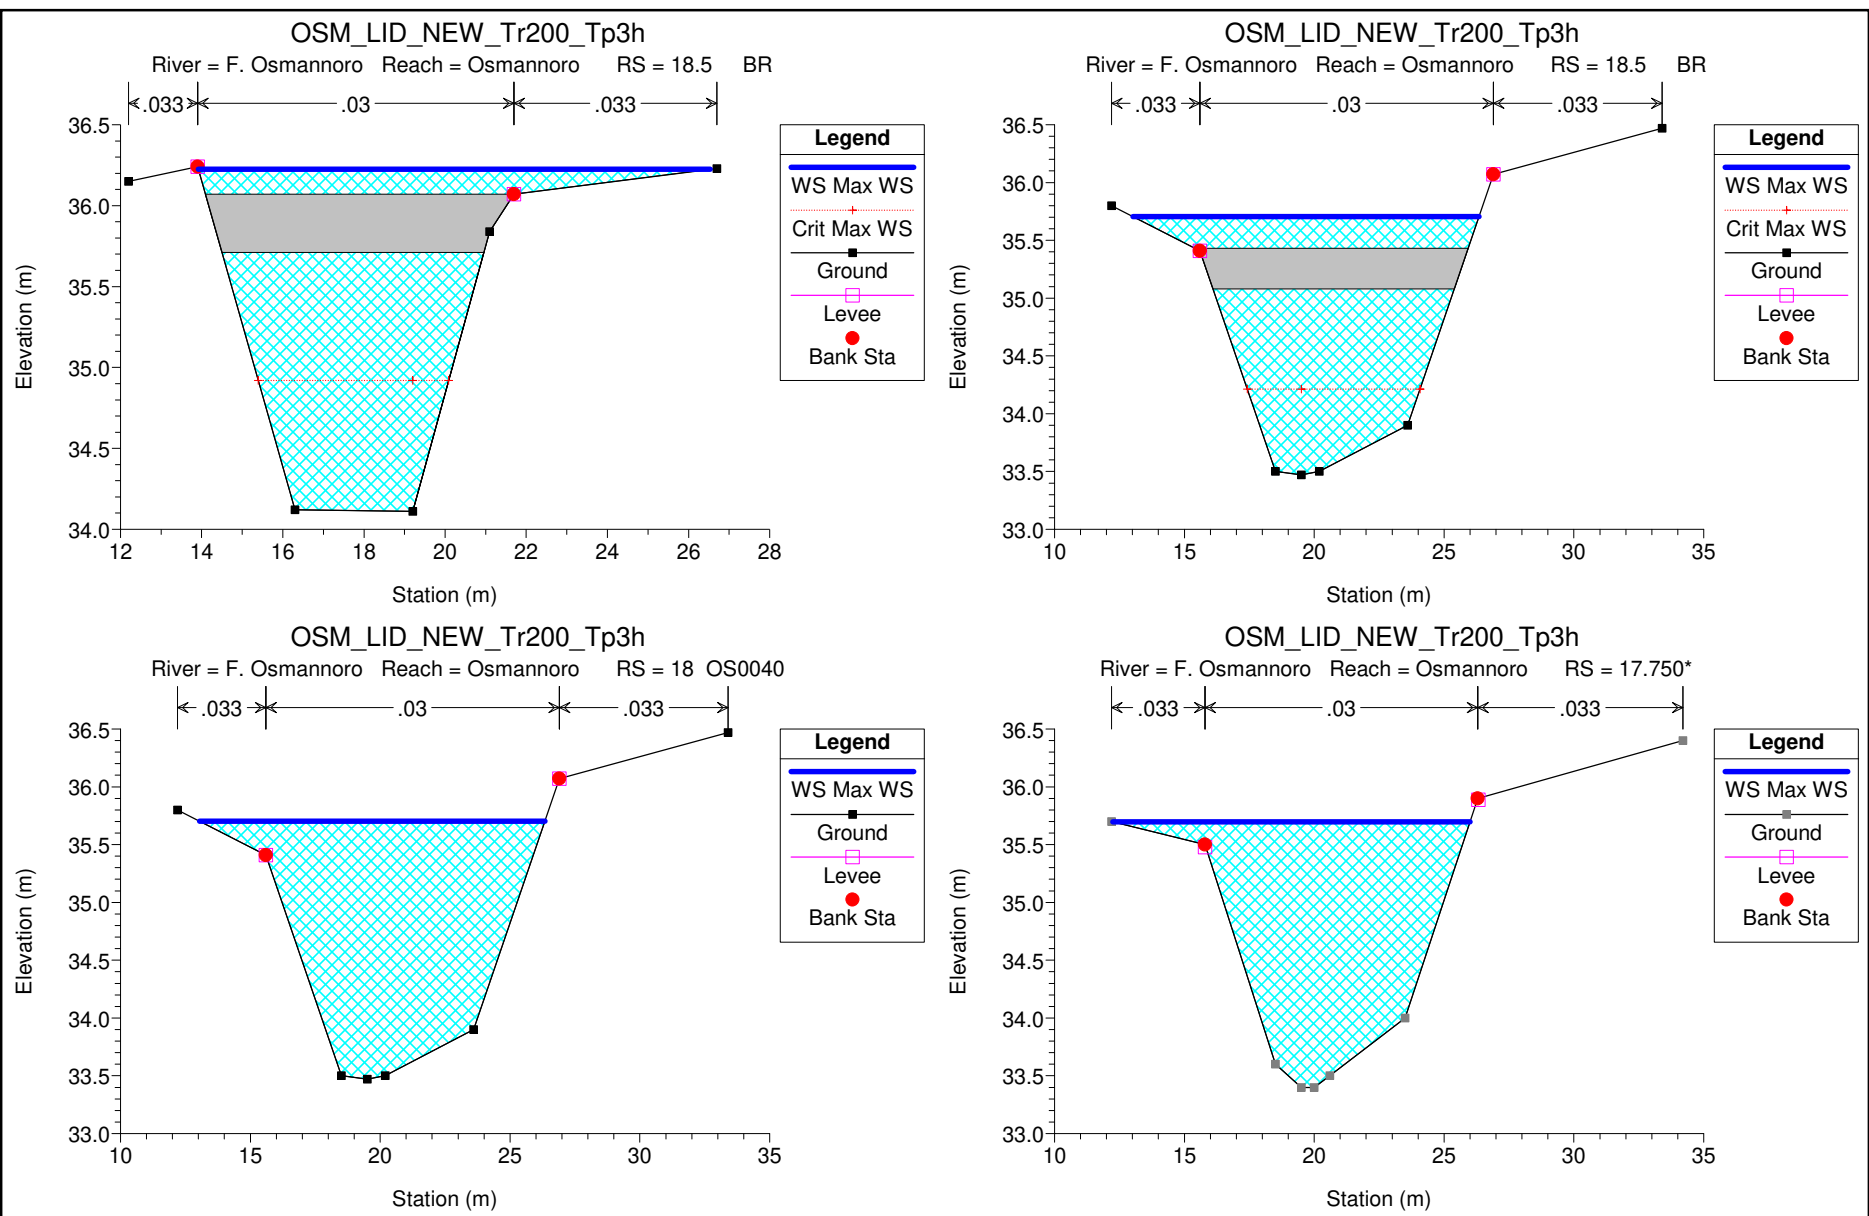 OSM_LID_NEW_Tr200_Tp3h
River = F. Osmannoro Reach = Osmannoro RS = 18.5 BR
.033 .03 .033
36.5
36.0
35.5
35.0
34.5
34.0
Elevation (m)
12 14 16 18 20 22 24 26 28
Station (m)
Legend
WS Max WS
Crit Max WS
Ground
Levee
Bank Sta
OSM_LID_NEW_Tr200_Tp3h
River = F. Osmannoro Reach = Osmannoro RS = 18.5 BR
.033 .03 .033
36.5
36.0
35.5
35.0
34.5
34.0
33.5
33.0
Elevation (m)
10 15 20 25 30 35
Station (m)
Legend
WS Max WS
Crit Max WS
Ground
Levee
Bank Sta
OSM_LID_NEW_Tr200_Tp3h
River = F. Osmannoro Reach = Osmannoro RS = 18 OS0040
.033 .03 .033
36.5
36.0
35.5
35.0
34.5
34.0
33.5
33.0
Elevation (m)
10 15 20 25 30 35
Station (m)
Legend
WS Max WS
Ground
Levee
Bank Sta
OSM_LID_NEW_Tr200_Tp3h
River = F. Osmannoro Reach = Osmannoro RS = 17.750*
.033 .03 .033
36.5
36.0
35.5
35.0
34.5
34.0
33.5
33.0
Elevation (m)
10 15 20 25 30 35
Station (m)
Legend
WS Max WS
Ground
Levee
Bank Sta